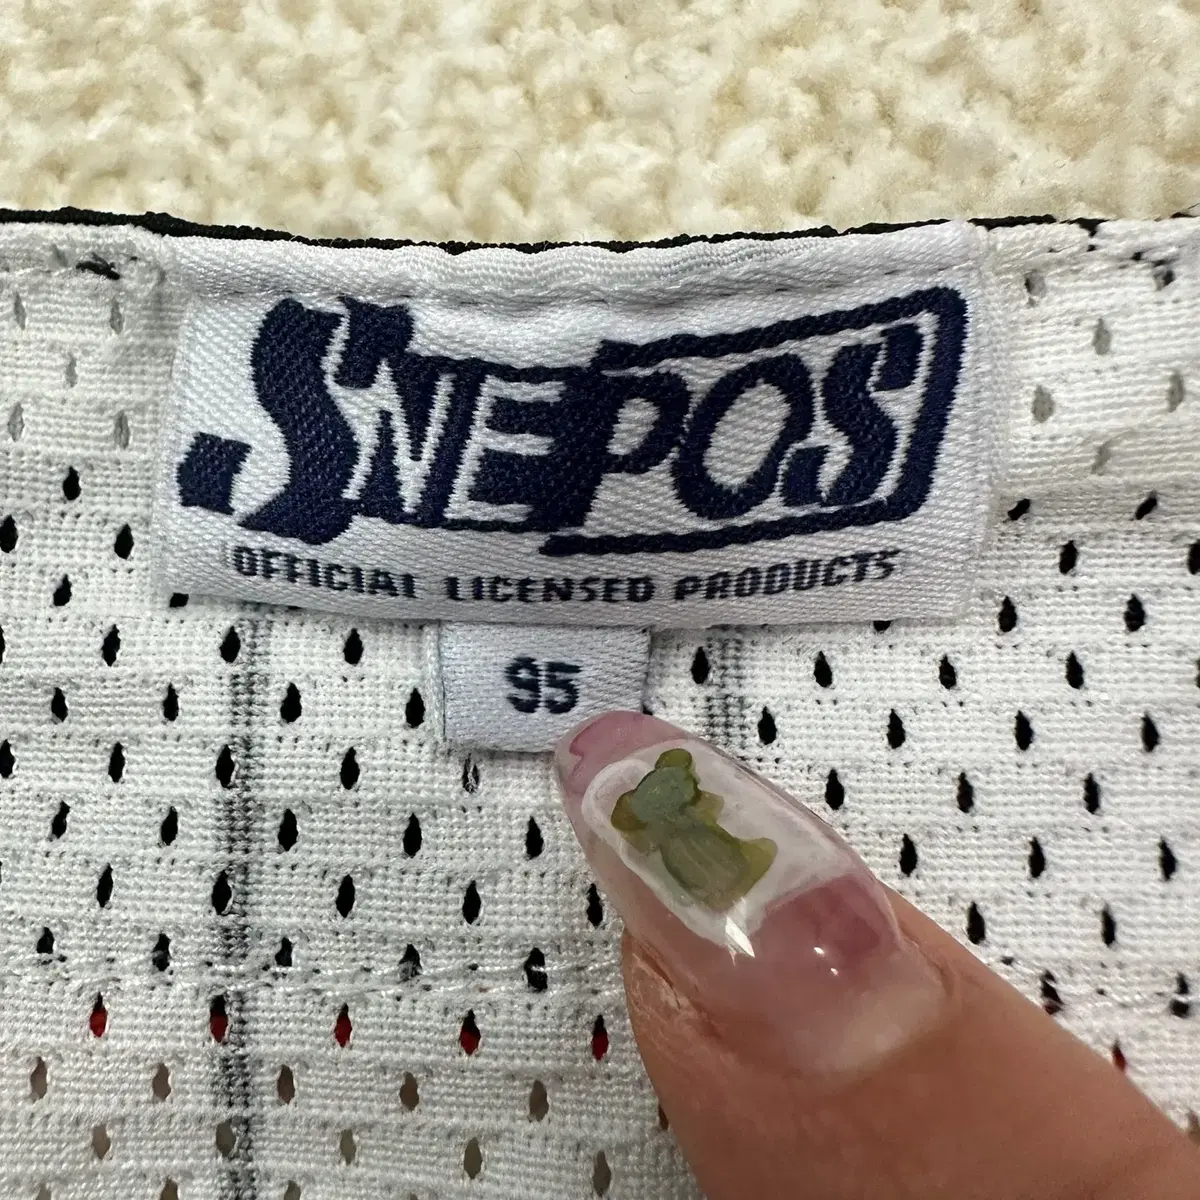 SNEPOS
OFFICIAL LICENSED PRODUCTS
95